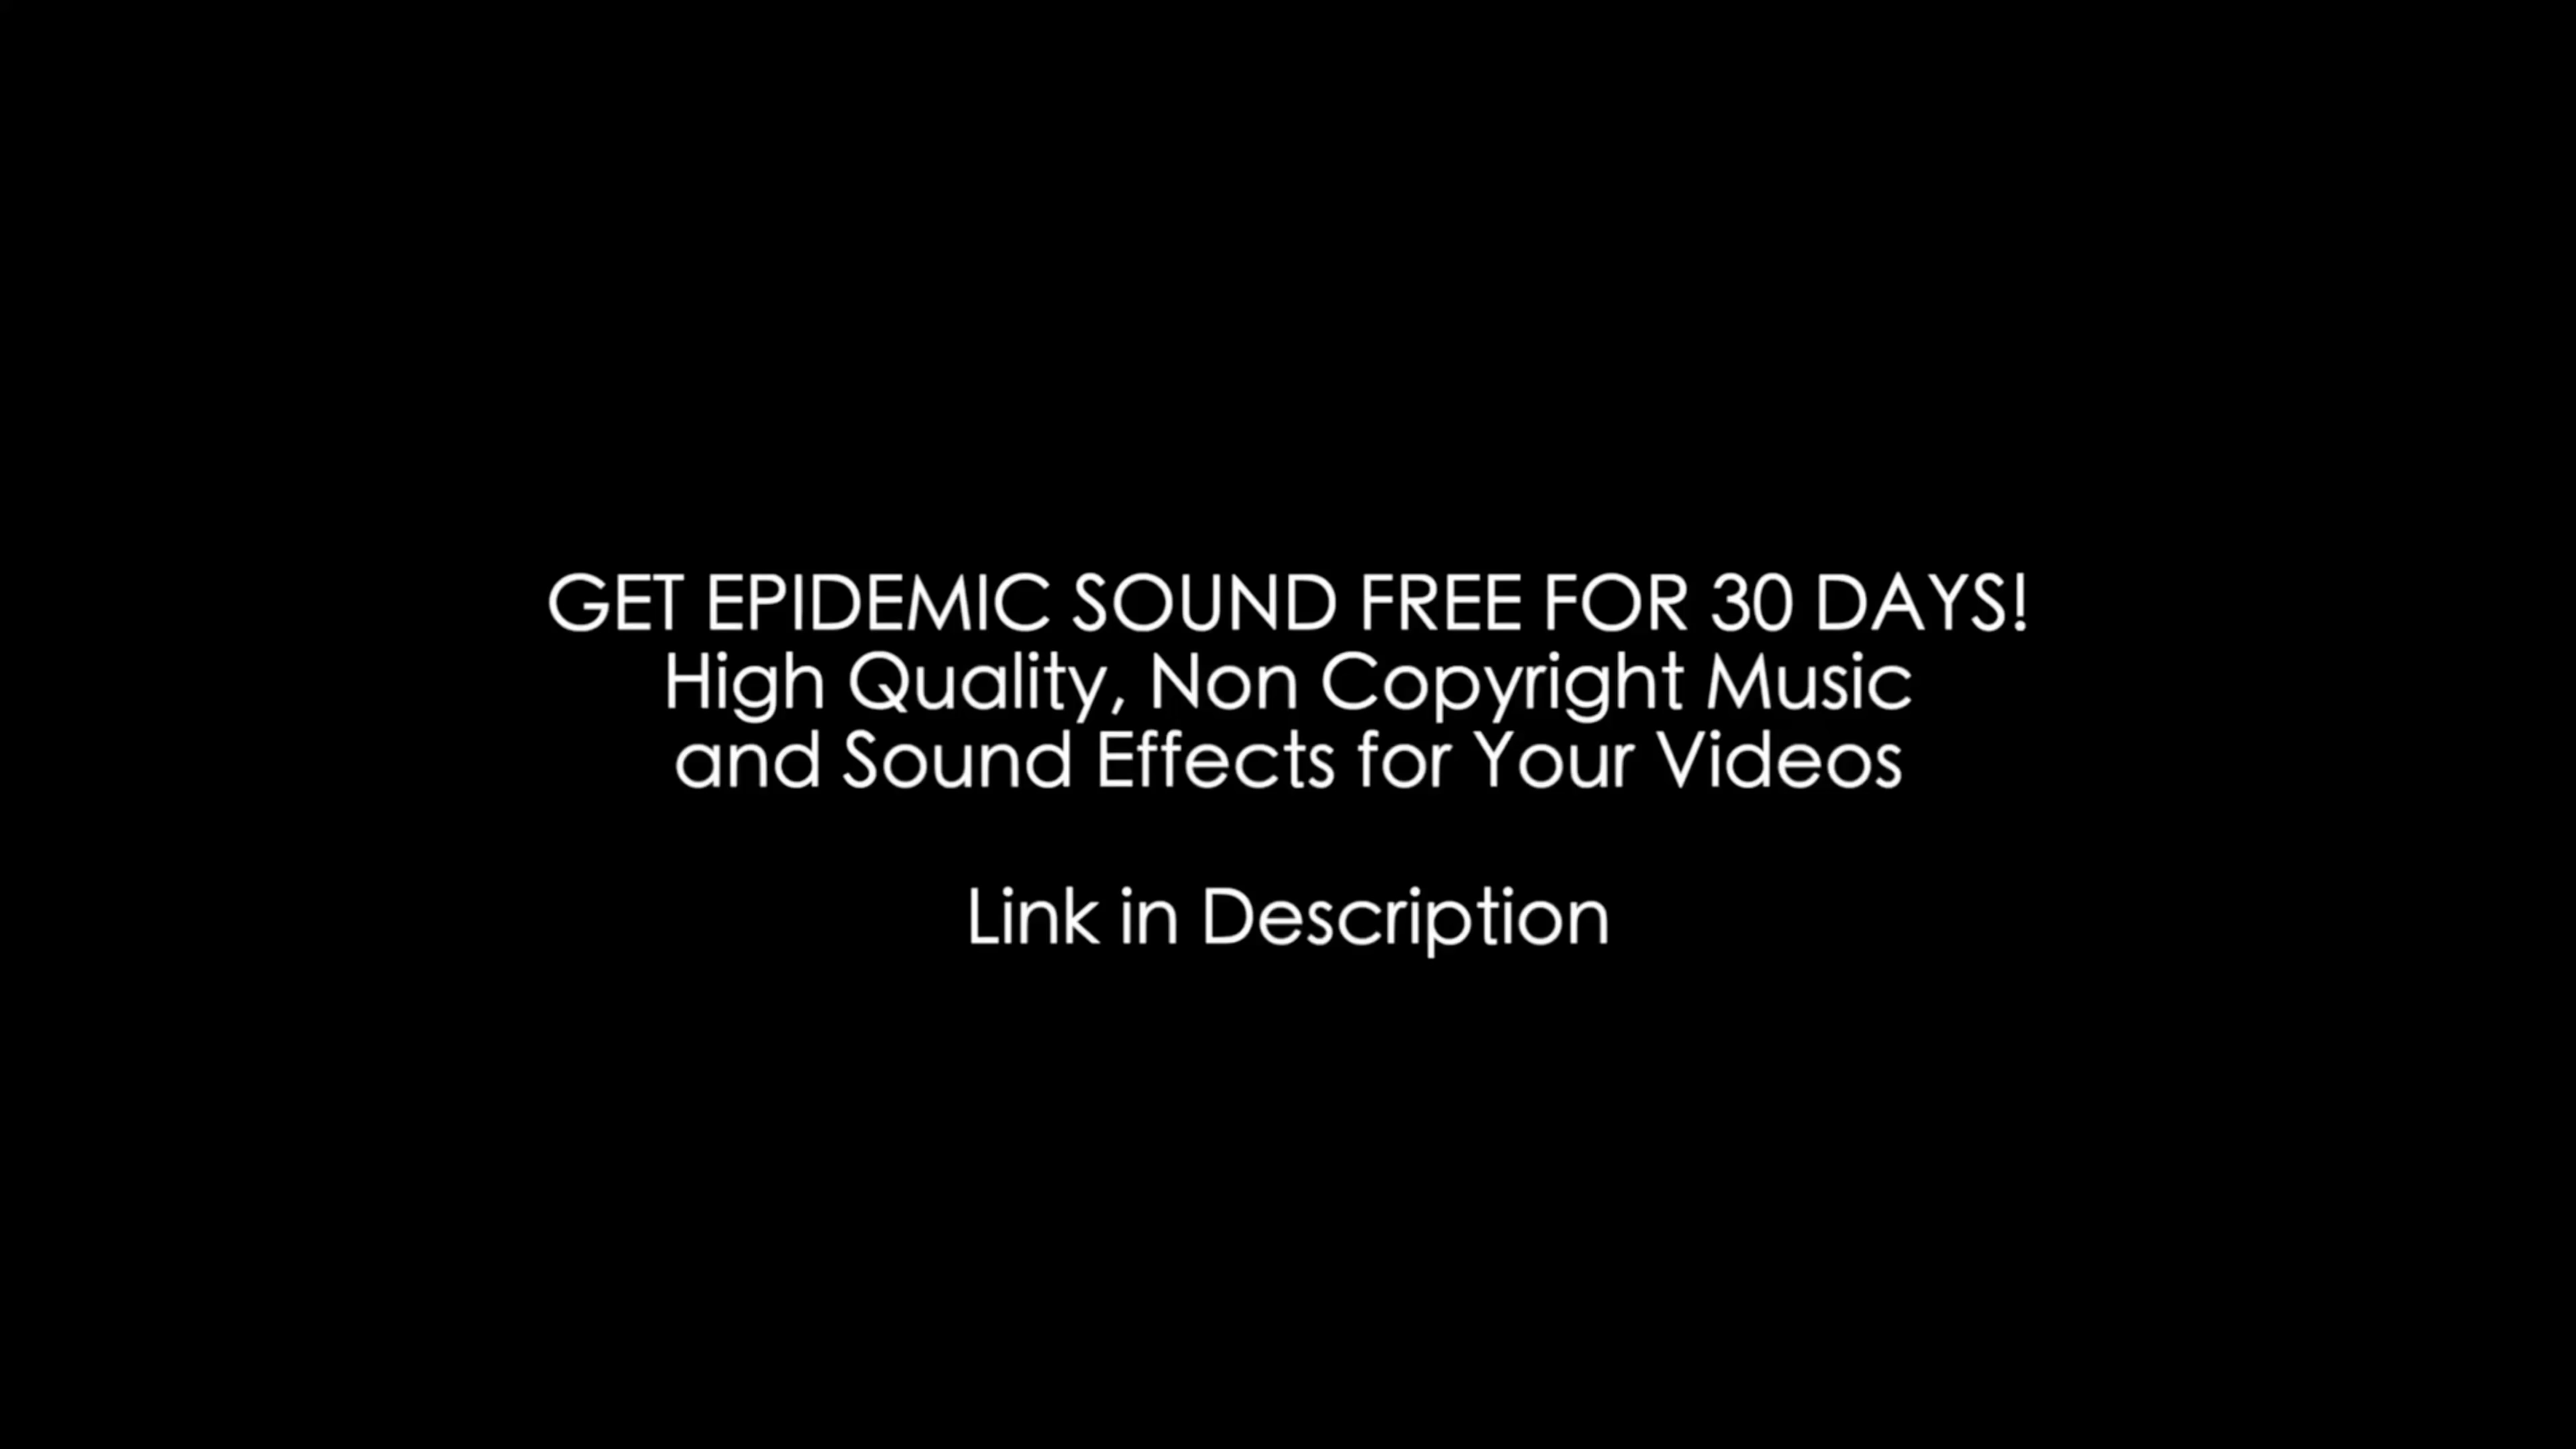 GET EPIDEMIC SOUND FREE FOR 30 DAYS!
High Quality, Non Copyright Music
and Sound Effects for Your Videos
Link in Description